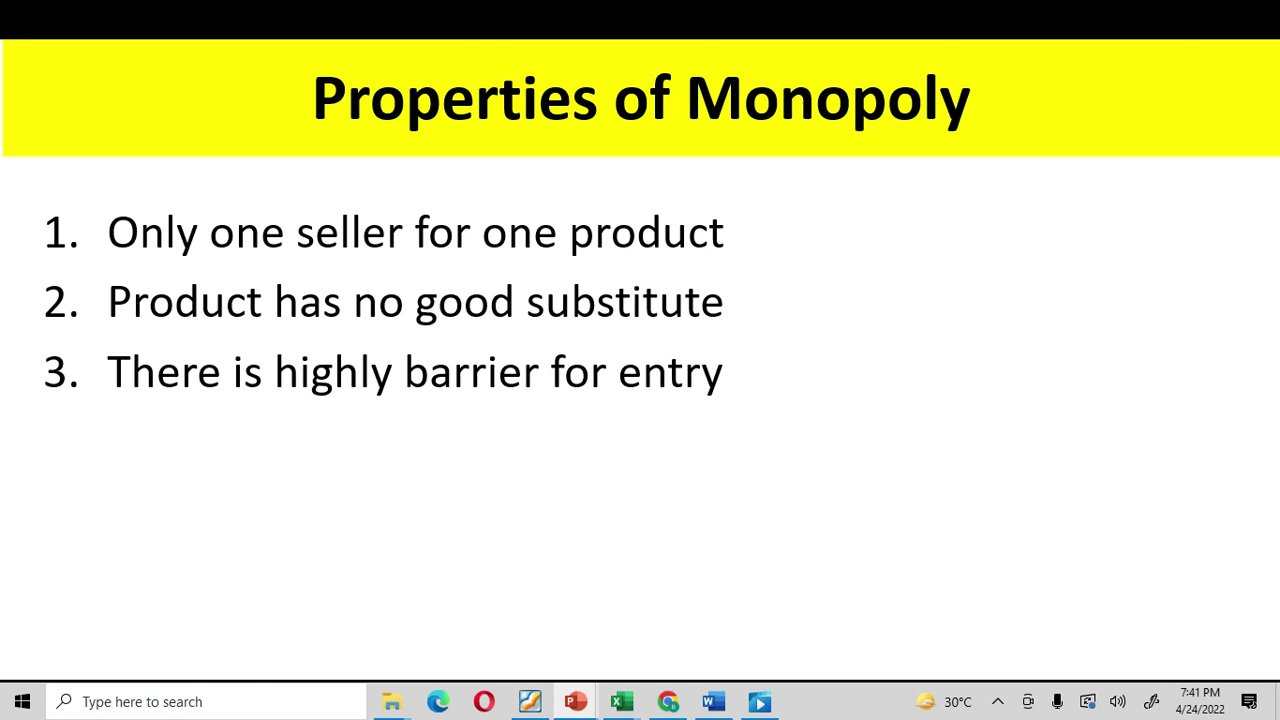 Properties of Monopoly
1. Only one seller for one product
2. Product has no good substitute
3. There is highly barrier for entry
Type here to search
30°C
7:41 PM
4/24/2022